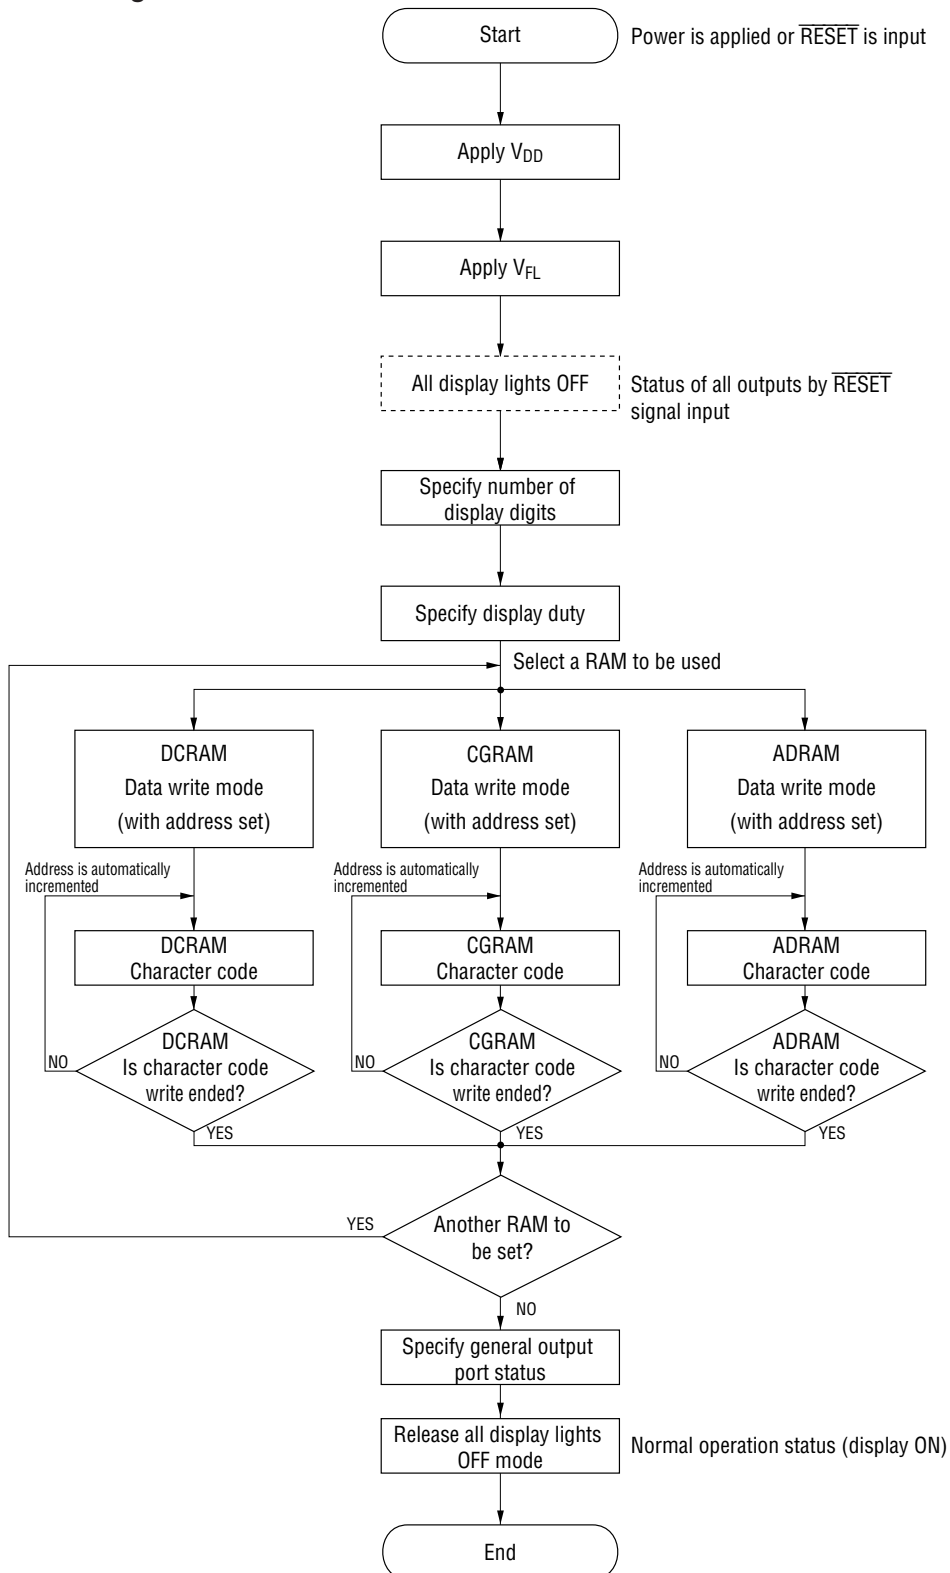 Start
Power is applied or RESET is input
Apply VDD
Apply VFL
All display lights OFF
Status of all outputs by RESET
signal input
Specify number of
display digits
Specify display duty
Select a RAM to be used
DCRAM
Data write mode
(with address set)
CGRAM
Data write mode
(with address set)
ADRAM
Data write mode
(with address set)
Address is automatically
incremented
Address is automatically
incremented
Address is automatically
incremented
DCRAM
Character code
CGRAM
Character code
ADRAM
Character code
DCRAM
Is character code
write ended?
NO
YES
CGRAM
Is character code
write ended?
NO
YES
ADRAM
Is character code
write ended?
NO
YES
Another RAM to
be set?
YES
NO
Specify general output
port status
Release all display lights
OFF mode
Normal operation status (display ON)
End